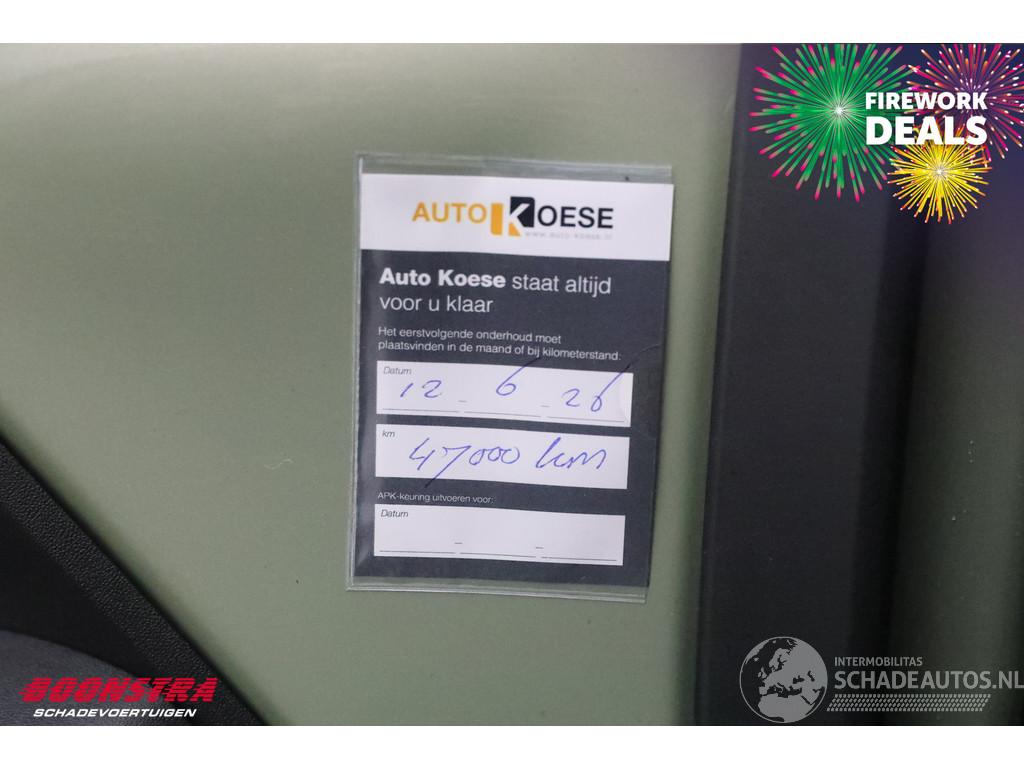 FIREWORK
DEALS
AUTO KOESE
www.auto-koese.nl
Auto Koese staat altijd
voor u klaar
Het eerstvolgende onderhoud moet
plaatsvinden in de maand of bij kilometerstand:
Datum
12 - 6 - 26
km
47000 km
APK-keuring uitvoeren voor:
Datum
- -
BOONSTRA
SCHADEVOERTUIGEN
INTERMOBILITAS
SCHADEAUTOS.NL